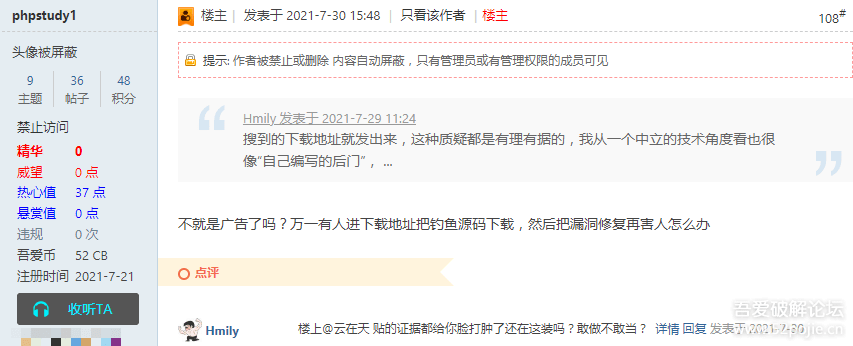 phpstudy1
头像被屏蔽
9 36 48
主题 帖子 积分
禁止访问
精华 0
威望 0 点
热心值 37 点
悬赏值 0 点
违规 0 次
吾爱币 52 CB
注册时间 2021-7-21
收听TA
楼主 | 发表于 2021-7-30 15:48 | 只看该作者 | 楼主
108#
提示: 作者被禁止或删除 内容自动屏蔽，只有管理员或有管理权限的成员可见
Hmily 发表于 2021-7-29 11:24
搜到的下载地址就发出来，这种质疑都是有理有据的，我从一个中立的技术角度看也很
像“自己编写的后门”， ...
不就是广告了吗？万一有人进下载地址把钓鱼源码下载，然后把漏洞修复再害人怎么办
点评
Hmily 楼上@云在天 贴的证据都给你脸打肿了还在这装吗？敢做不敢当？ 详情 回复 发表于 2021-7-30
吾爱破解论坛
www.52pojie.cn